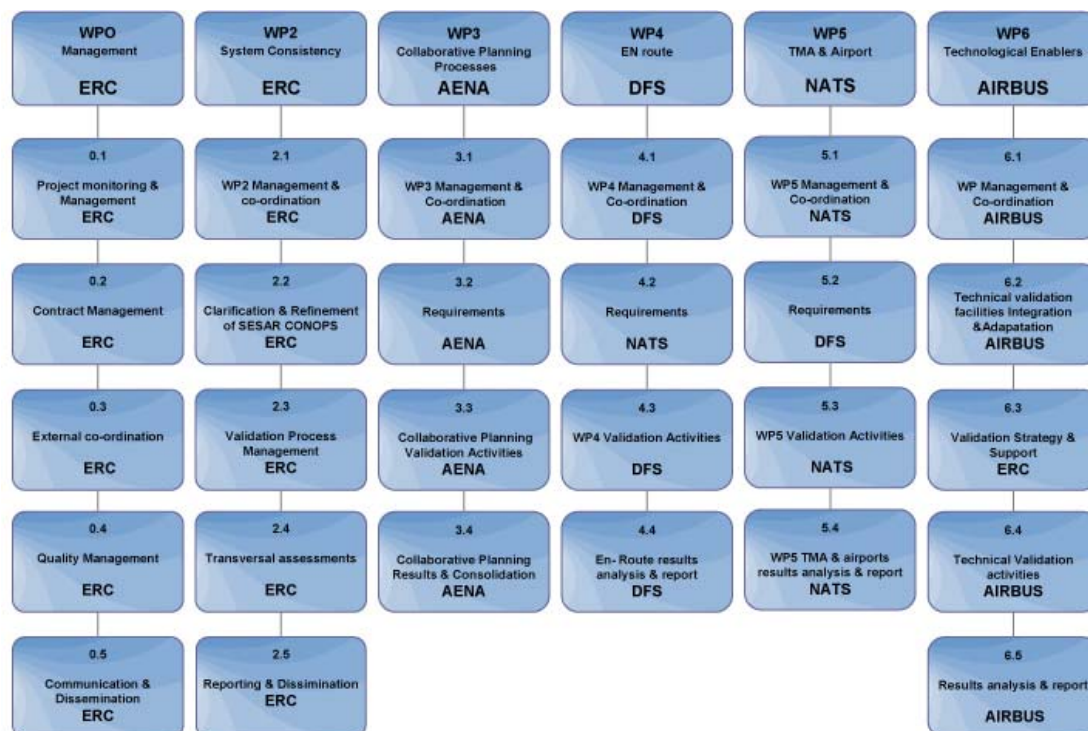 WPO
Management
ERC
0.1
Project monitoring &
Management
ERC
0.2
Contract Management
ERC
0.3
External co-ordination
ERC
0.4
Quality Management
ERC
0.5
Communication &
Dissemination
ERC
WP2
System Consistency
ERC
2.1
WP2 Management &
co-ordination
ERC
2.2
Clarification & Refinement
of SESAR CONOPS
ERC
2.3
Validation Process
Management
ERC
2.4
Transversal assessments
ERC
2.5
Reporting & Dissimination
ERC
WP3
Collaborative Planning
Processes
AENA
3.1
WP3 Management &
Co-ordination
AENA
3.2
Requirements
AENA
3.3
Collaborative Planning
Validation Activities
AENA
3.4
Collaborative Planning
Results & Consolidation
AENA
WP4
EN route
DFS
4.1
WP4 Management &
Co-ordination
DFS
4.2
Requirements
NATS
4.3
WP4 Validation Activities
DFS
4.4
En- Route results
analysis & report
DFS
WP5
TMA & Airport
NATS
5.1
WP5 Management &
Co-ordination
NATS
5.2
Requirements
DFS
5.3
WP5 Validation Activities
NATS
5.4
WP5 TMA & airports
results analysis & report
NATS
WP6
Technological Enablers
AIRBUS
6.1
WP Management &
Co-ordination
AIRBUS
6.2
Technical validation
facilities Integration
&Adapatation
AIRBUS
6.3
Validation Strategy &
Support
ERC
6.4
Technical Validation
activities
AIRBUS
6.5
Results analysis & report
AIRBUS